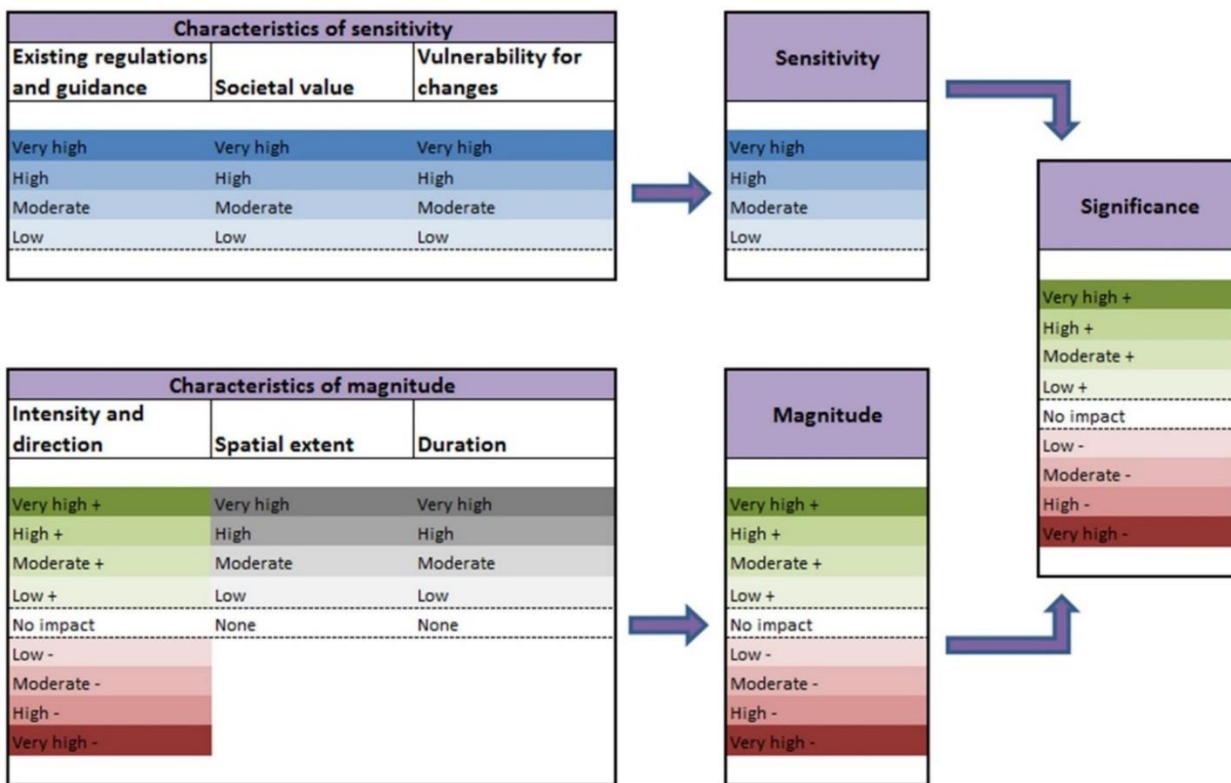 Characteristics of sensitivity
Existing regulations and guidance
Societal value
Vulnerability for changes
Very high Very high Very high
High High High
Moderate Moderate Moderate
Low Low Low
Sensitivity
Very high
High
Moderate
Low
Characteristics of magnitude
Intensity and direction
Spatial extent
Duration
Very high + Very high Very high
High + High High
Moderate + Moderate Moderate
Low + Low Low
No impact None None
Low -
Moderate -
High -
Very high -
Magnitude
Very high +
High +
Moderate +
Low +
No impact
Low -
Moderate -
High -
Very high -
Significance
Very high +
High +
Moderate +
Low +
No impact
Low -
Moderate -
High -
Very high -